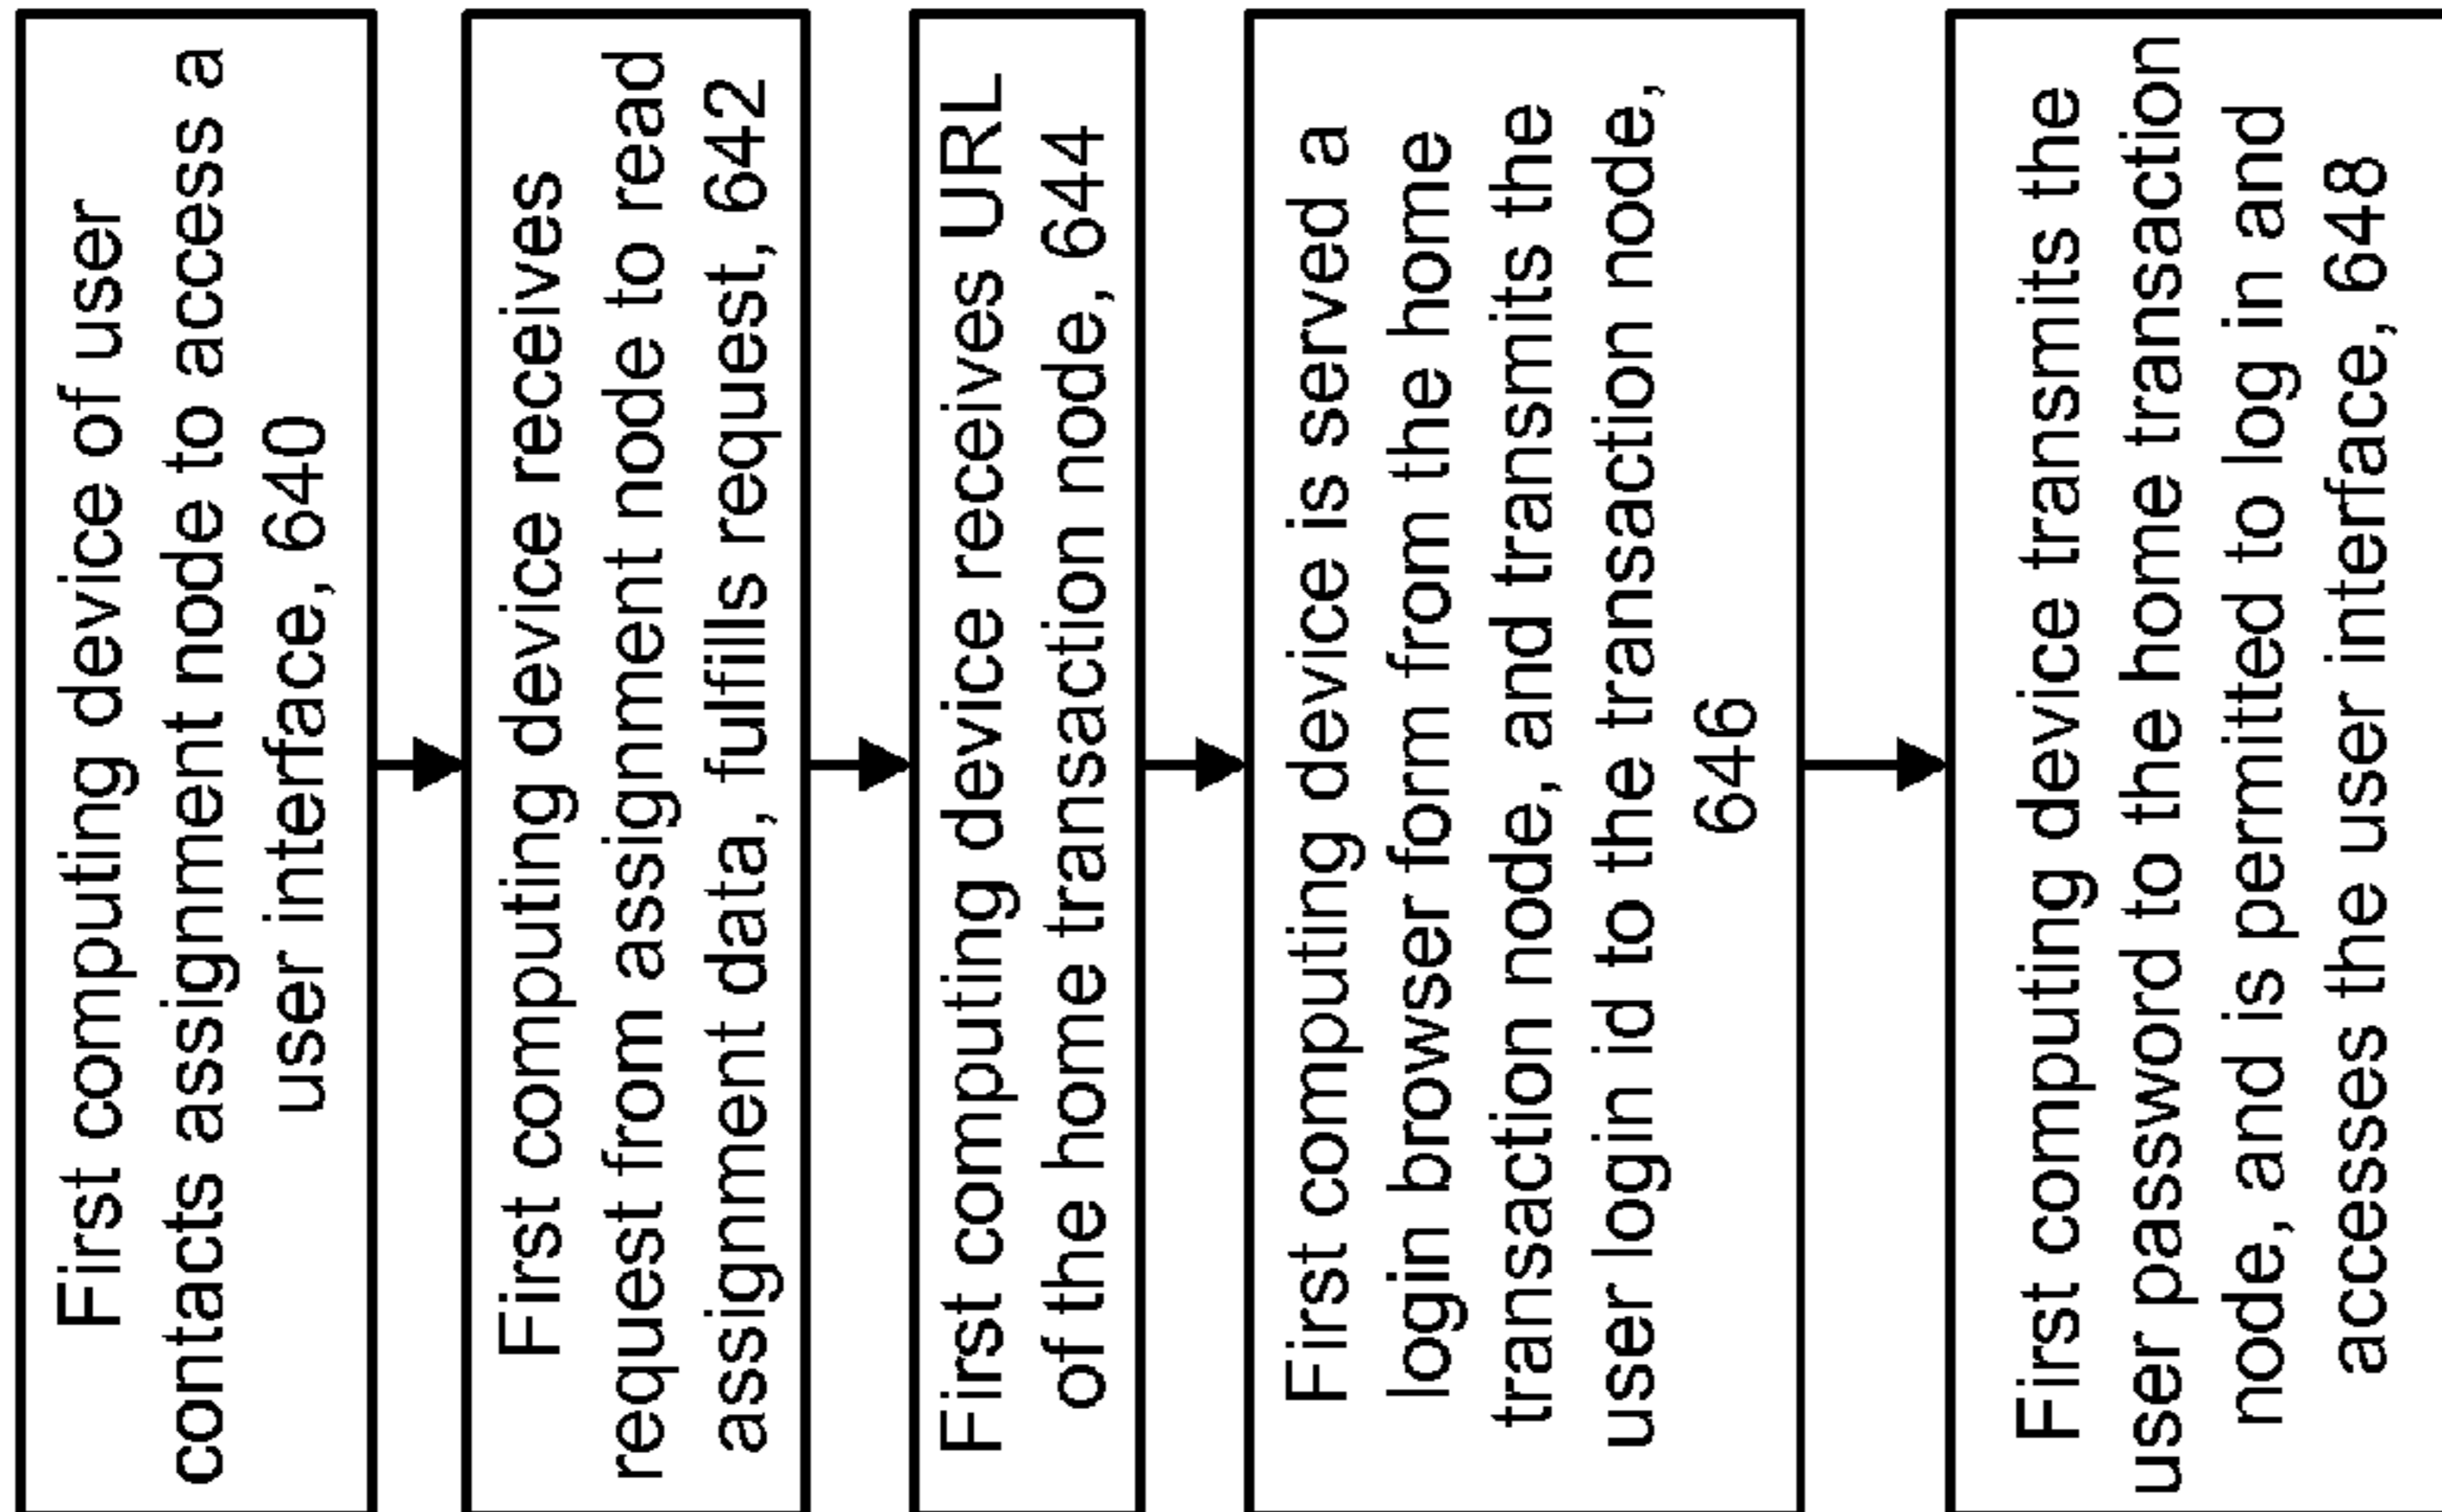 First computing device of user
contacts assignment node to access a
user interface, 640
First computing device receives
request from assignment node to read
assignment data, fulfills request, 642
First computing device receives URL
of the home transaction node, 644
First computing device is served a
login browser form from the home
transaction node, and transmits the
user login id to the transaction node,
646
First computing device transmits the
user password to the home transaction
node, and is permitted to log in and
accesses the user interface, 648